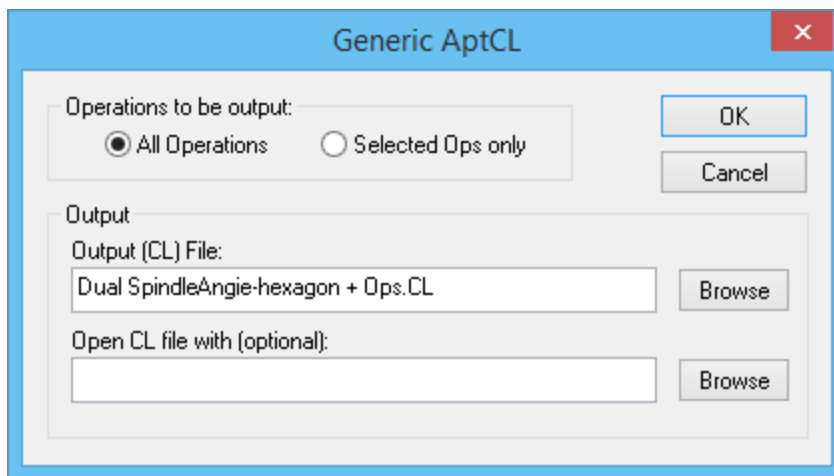 Generic AptCL
Operations to be output:
All Operations
Selected Ops only
OK
Cancel
Output
Output (CL) File:
Dual SpindleAngie-hexagon + Ops.CL
Browse
Open CL file with (optional):
Browse